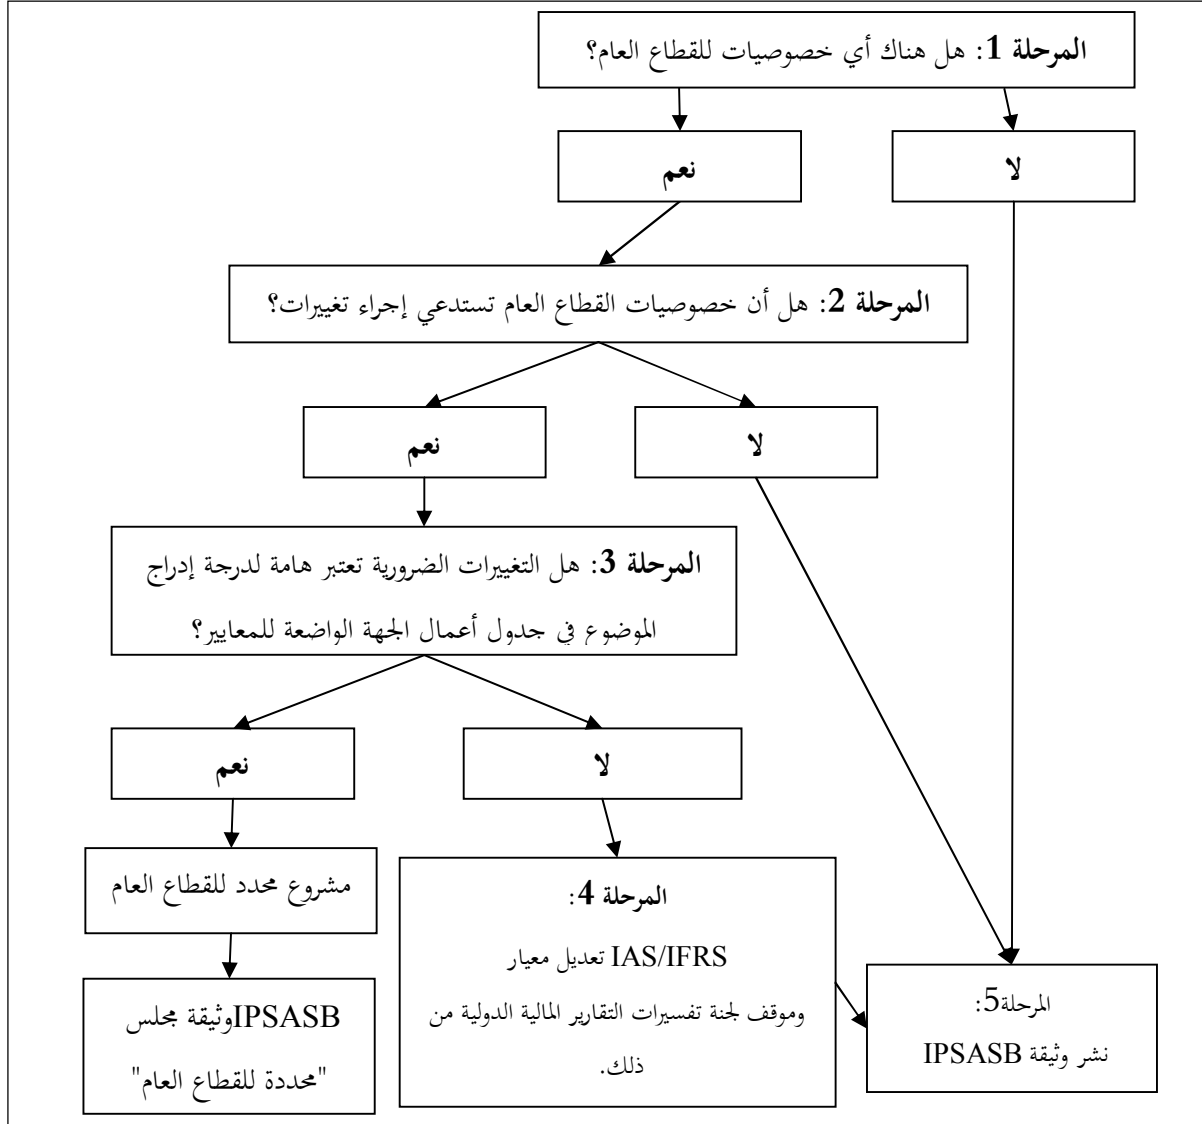 المرحلة 1: هل هناك أي خصوصيات للقطاع العام؟
لا
نعم
المرحلة 2: هل أن خصوصيات القطاع العام تستدعي إجراء تغييرات؟
لا
نعم
المرحلة 3: هل التغييرات الضرورية تعتبر هامة لدرجة إدراج
الموضوع في جدول أعمال الجهة الواضعة للمعايير؟
لا
نعم
مشروع محدد للقطاع العام
المرحلة 4:
IAS/IFRS تعديل معيار
وموقف لجنة تفسيرات التقارير المالية الدولية من
ذلك.
المرحلة5:
نشر وثيقة IPSASB
IPSASBوثيقة مجلس
"محددة للقطاع العام"